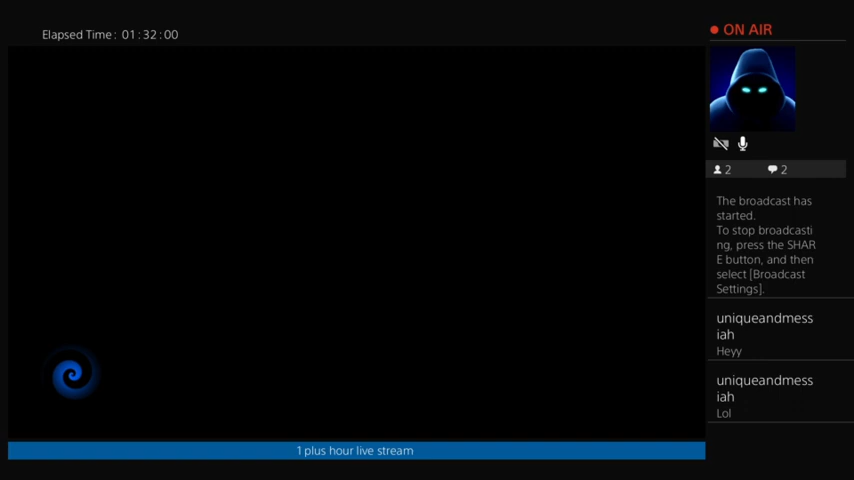 Elapsed Time: 01:32:00
ON AIR
2 2
The broadcast has
started.
To stop broadcasti
ng, press the SHAR
E button, and then
select [Broadcast
Settings].
uniqueandmess
iah
Heyy
uniqueandmess
iah
Lol
1 plus hour live stream